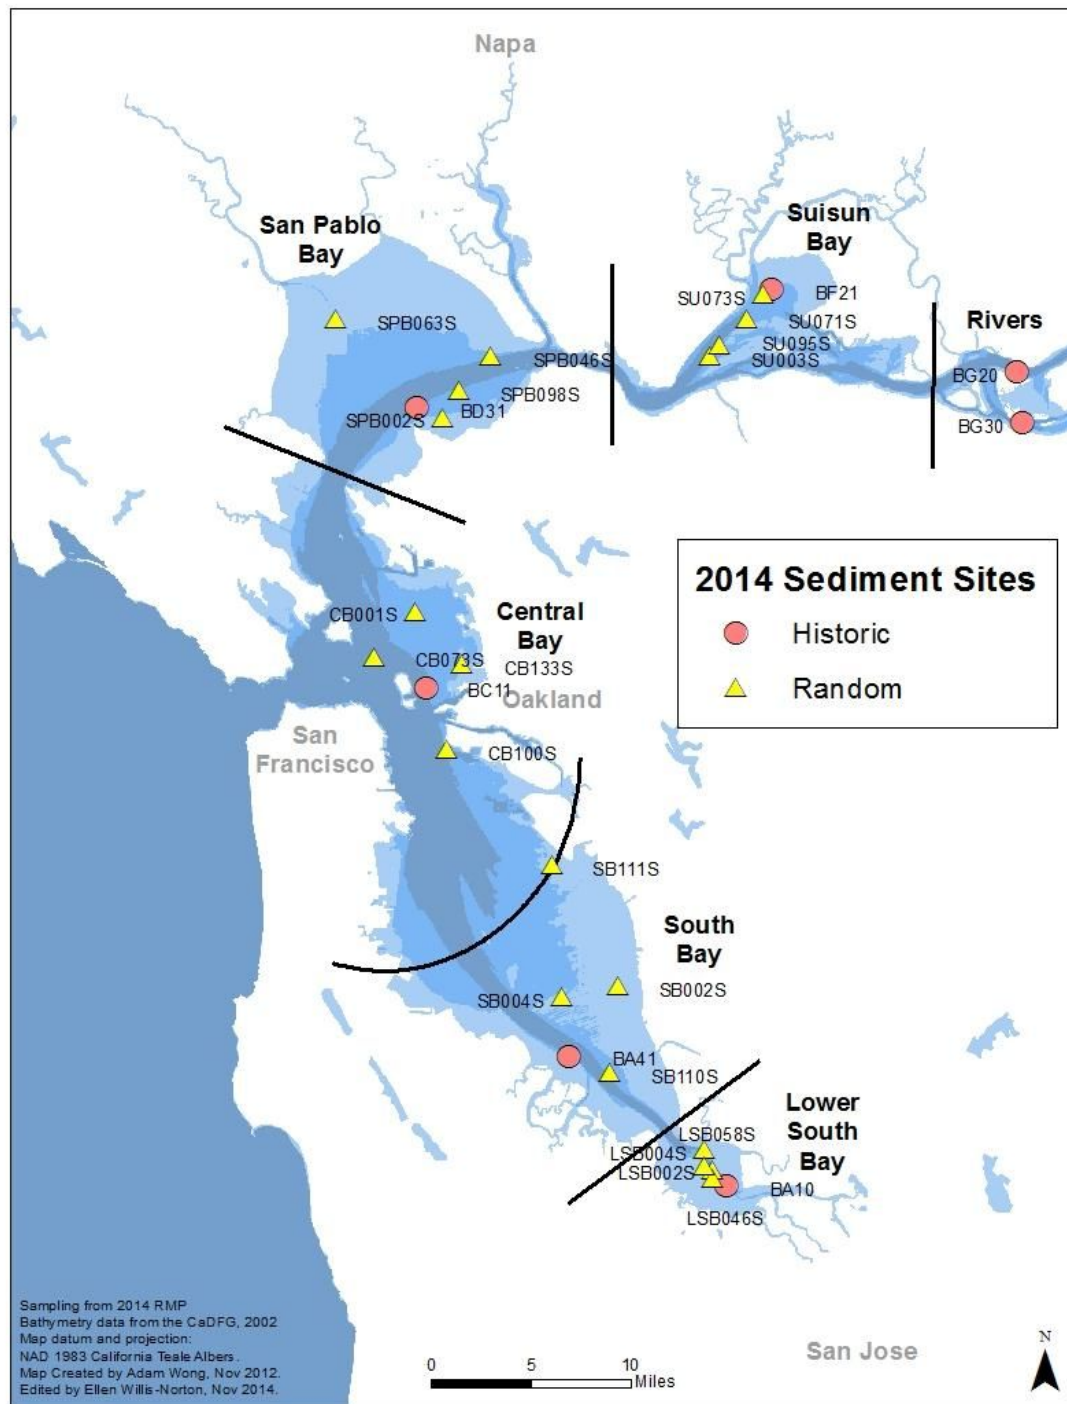 Napa
San Pablo
Bay
Suisun
Bay
SU073S
BF21
SPB063S
SU071S
Rivers
SU095S
SPB046S
SU003S
BG20
SPB098S
BD31
SPB002S
BG30
2014 Sediment Sites
Historic
Random
CB001S
Central
Bay
CB073S
CB133S
BC11
Oakland
San
Francisco
CB100S
SB111S
South
Bay
SB002S
SB004S
BA41
SB110S
Lower
South
Bay
LSB058S
LSB004S
LSB002S
BA10
LSB046S
Sampling from 2014 RMP
Bathymetry data from the CaDFG, 2002
Map datum and projection:
NAD 1983 California Teale Albers.
Map Created by Adam Wong, Nov 2012.
Edited by Ellen Willis-Norton, Nov 2014.
San Jose
N
0 5 10
Miles